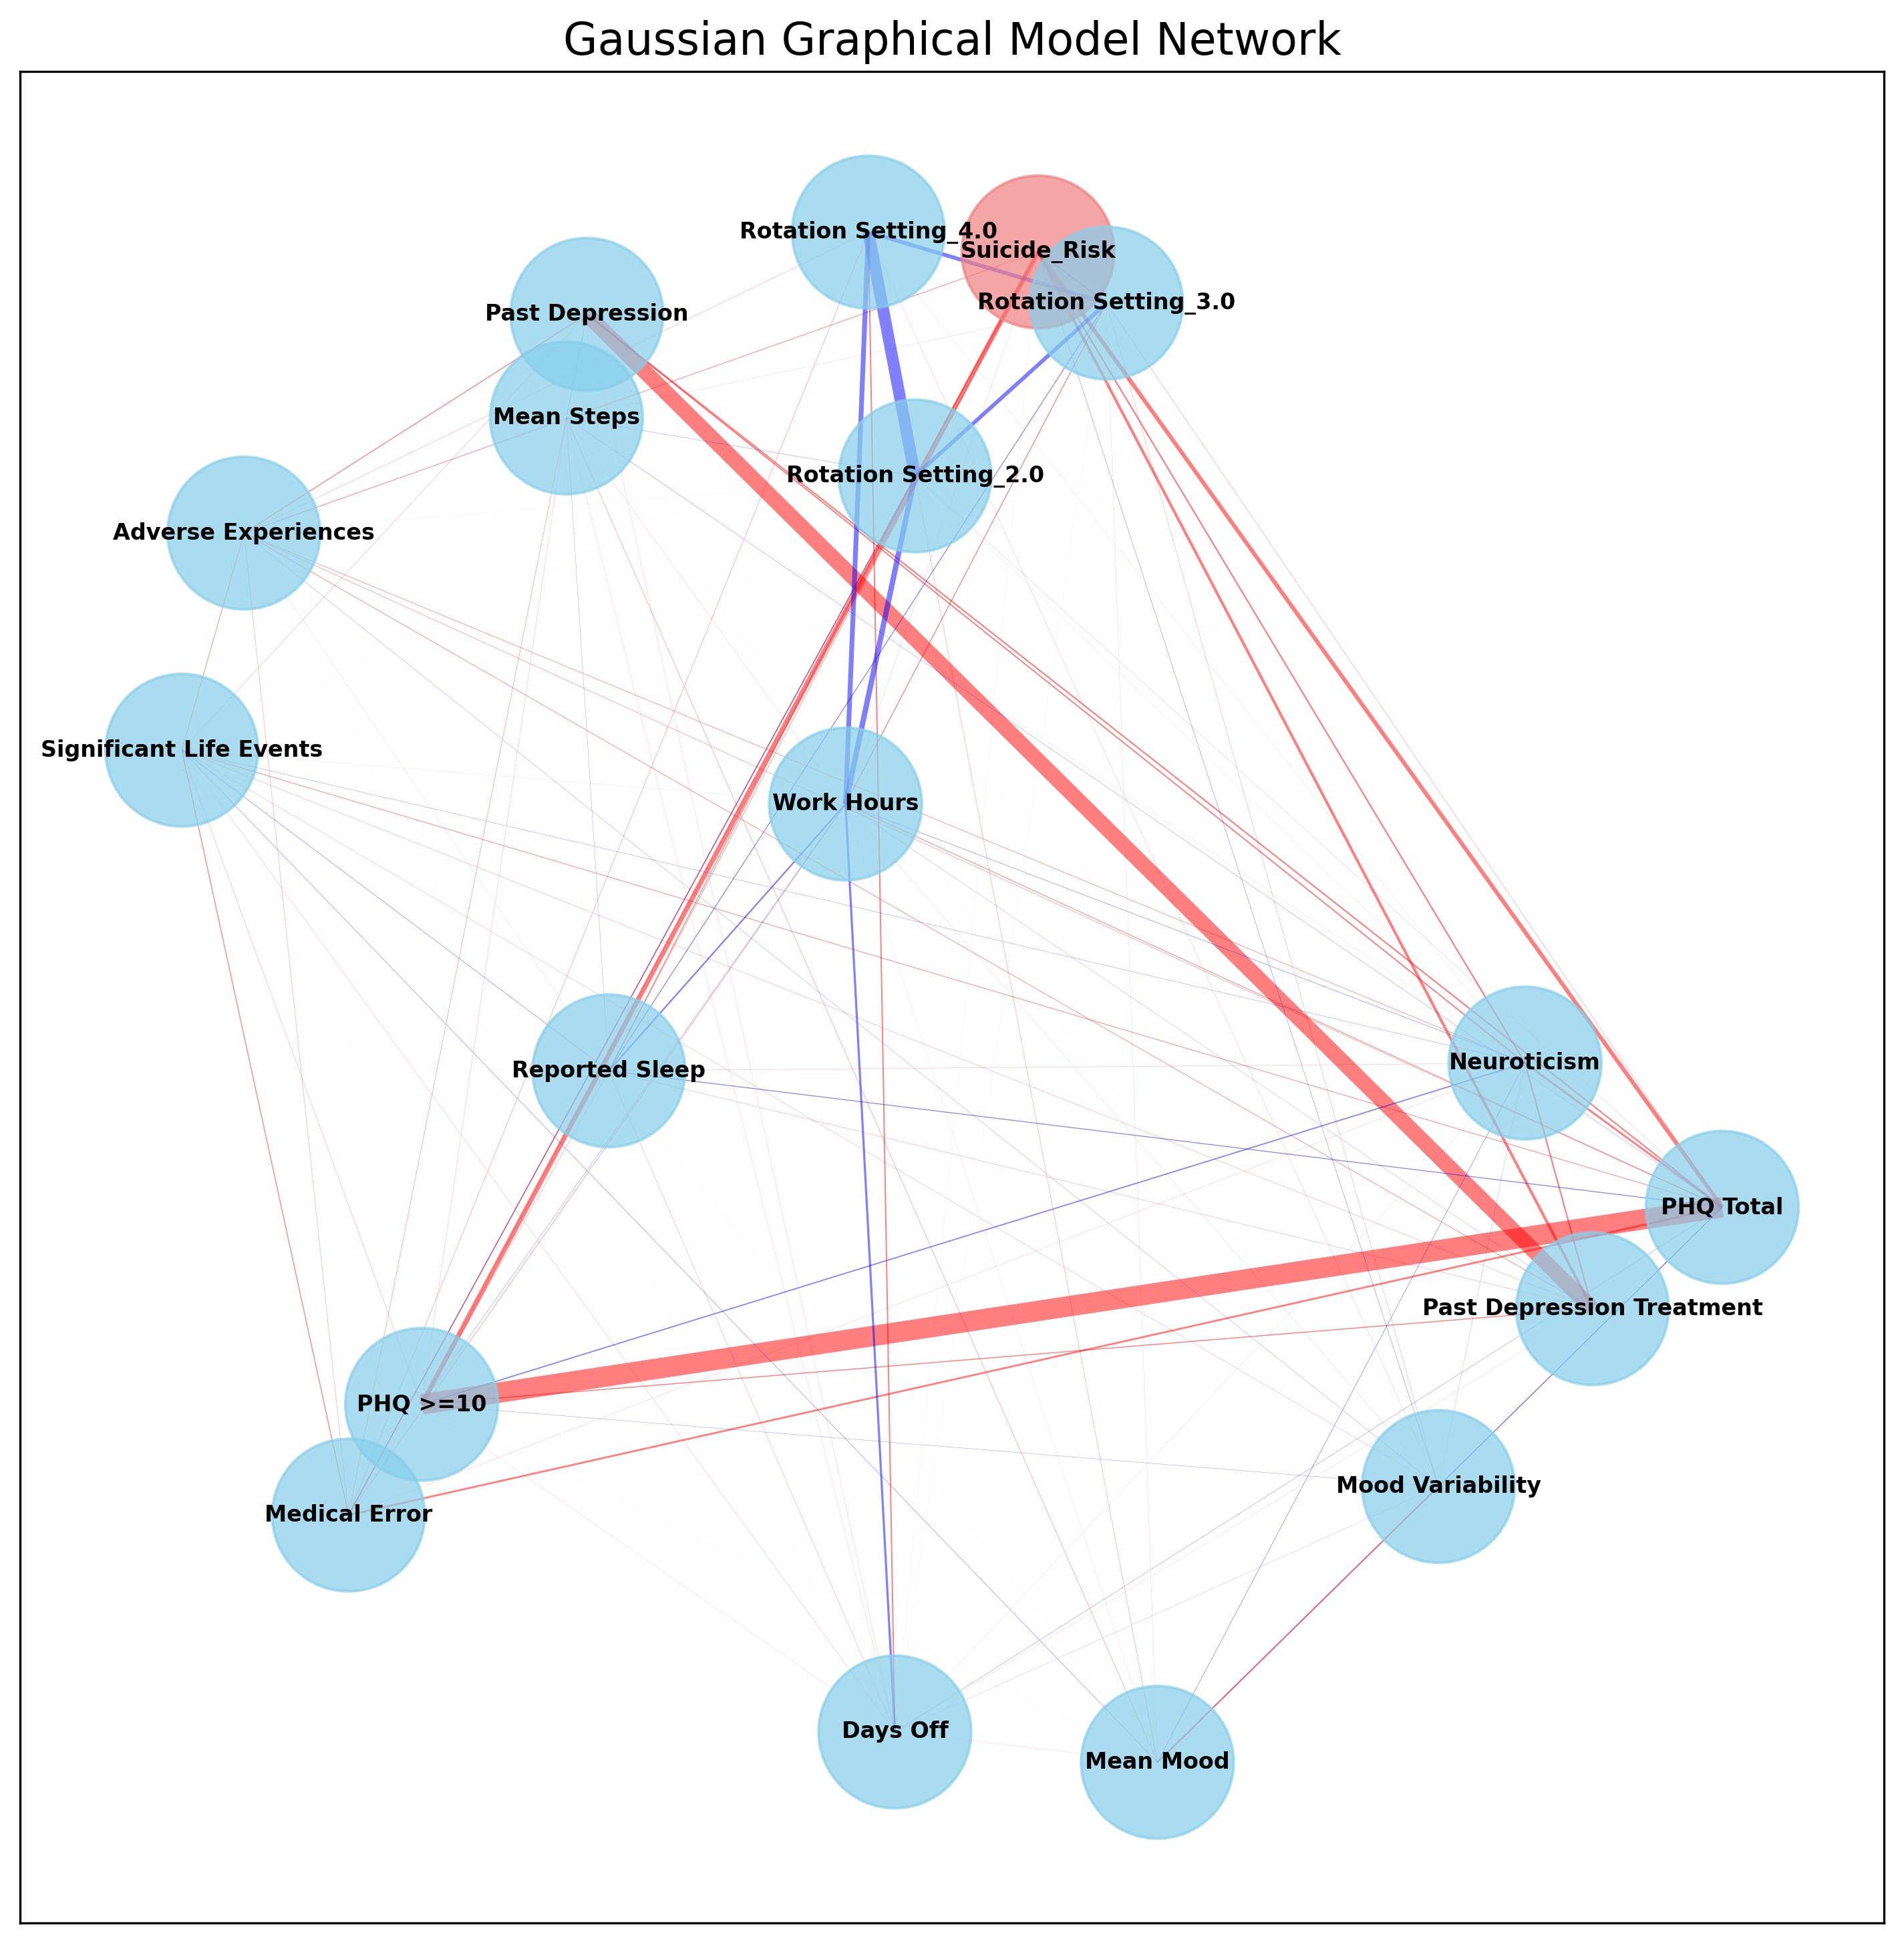 Gaussian Graphical Model Network
Rotation Setting_4.0
Suicide_Risk
Rotation Setting_3.0
Past Depression
Mean Steps
Rotation Setting_2.0
Adverse Experiences
Significant Life Events
Work Hours
Reported Sleep
Neuroticism
PHQ Total
Past Depression Treatment
PHQ >=10
Mood Variability
Medical Error
Days Off
Mean Mood